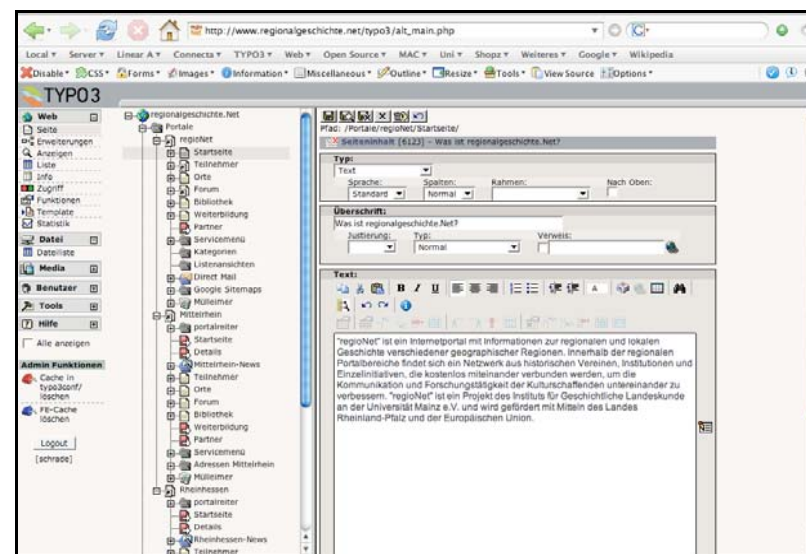 http://www.regionalgeschichte.net/typo3/alt_main.php
Local Server Linear A Connecta TYPO3 Web Open Source MAC Uni Shopz Weiteres Google Wikipedia
Disable CSS Forms Images Information Miscellaneous Outline Resize Tools View Source Options
TYPO3
Web
Seite
Erweiterungen
Anzeigen
Liste
Info
Zugriff
Funktionen
Template
Statistik
Datei
Dateiliste
Media
Benutzer
Tools
Hilfe
Alle anzeigen
Admin Funktionen
Cache in
typo3conf/
löschen
FE-Cache
löschen
Logout
[schrade]
regionalgeschichte.Net
Portale
regioNet
Startseite
Teilnehmer
Orte
Forum
Bibliothek
Weiterbildung
Partner
Servicemenü
Kategorien
Listenansichten
Direct Mail
Google Sitemaps
Mülleimer
Mittelrhein
portalreiter
Startseite
Details
Mittelrhein-News
Teilnehmer
Orte
Forum
Bibliothek
Weiterbildung
Partner
Servicemenü
Adressen Mittelrhein
Mülleimer
Rheinhessen
portalreiter
Startseite
Details
Rheinhessen-News
Teilnehmer
Pfad: /Portale/regioNet/Startseite/
Seiteninhalt [6123] - Was ist regionalgeschichte.Net?
Typ:
Text
Sprache: Spalten: Rahmen: Nach Oben:
Standard Normal
Überschrift:
Was ist regionalgeschichte.Net?
Justierung: Typ: Verweis:
Normal
Text:
B I U
"regioNet" ist ein Internetportal mit Informationen zur regionalen und lokalen
Geschichte verschiedener geographischer Regionen. Innerhalb der regionalen
Portalbereiche findet sich ein Netzwerk aus historischen Vereinen, Institutionen und
Einzelinitiativen, die kostenlos miteinander verbunden werden, um die
Kommunikation und Forschungstätigkeit der Kulturschaffenden untereinander zu
verbessern. "regioNet" ist ein Projekt des Instituts für Geschichtliche Landeskunde
an der Universität Mainz e.V. und wird gefördert mit Mitteln des Landes
Rheinland-Pfalz und der Europäischen Union.